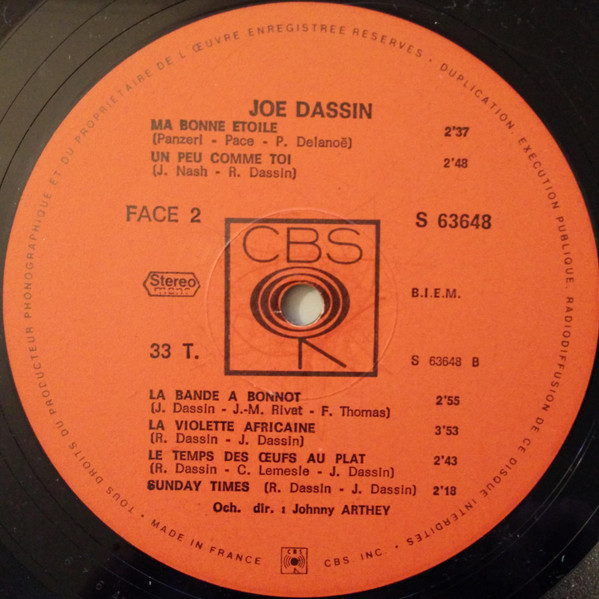 JOE DASSIN
MA BONNE ETOILE 2'37
(Panzeri - Pace - P. Delanoë)
UN PEU COMME TOI 2'48
(J. Nash - R. Dassin)
FACE 2 S 63648
CBS
Stereo
mono
B.I.E.M.
33 T. S 63648 B
LA BANDE A BONNOT 2'55
(J. Dassin - J.-M. Rivat - F. Thomas)
LA VIOLETTE AFRICAINE 3'53
(R. Dassin - J. Dassin)
LE TEMPS DES ŒUFS AU PLAT 2'43
(R. Dassin - C. Lemesle - J. Dassin)
SUNDAY TIMES (R. Dassin - J. Dassin) 2'18
Och. dir. : Johnny ARTHEY
• TOUS DROITS DU PRODUCTEUR PHONOGRAPHIQUE ET DU PROPRIETAIRE DE L'ŒUVRE ENREGISTREE RESERVES - DUPLICATION, EXECUTION PUBLIQUE, RADIODIFFUSION DE CE DISQUE INTERDITES •
MADE IN FRANCE CBS CBS INC.